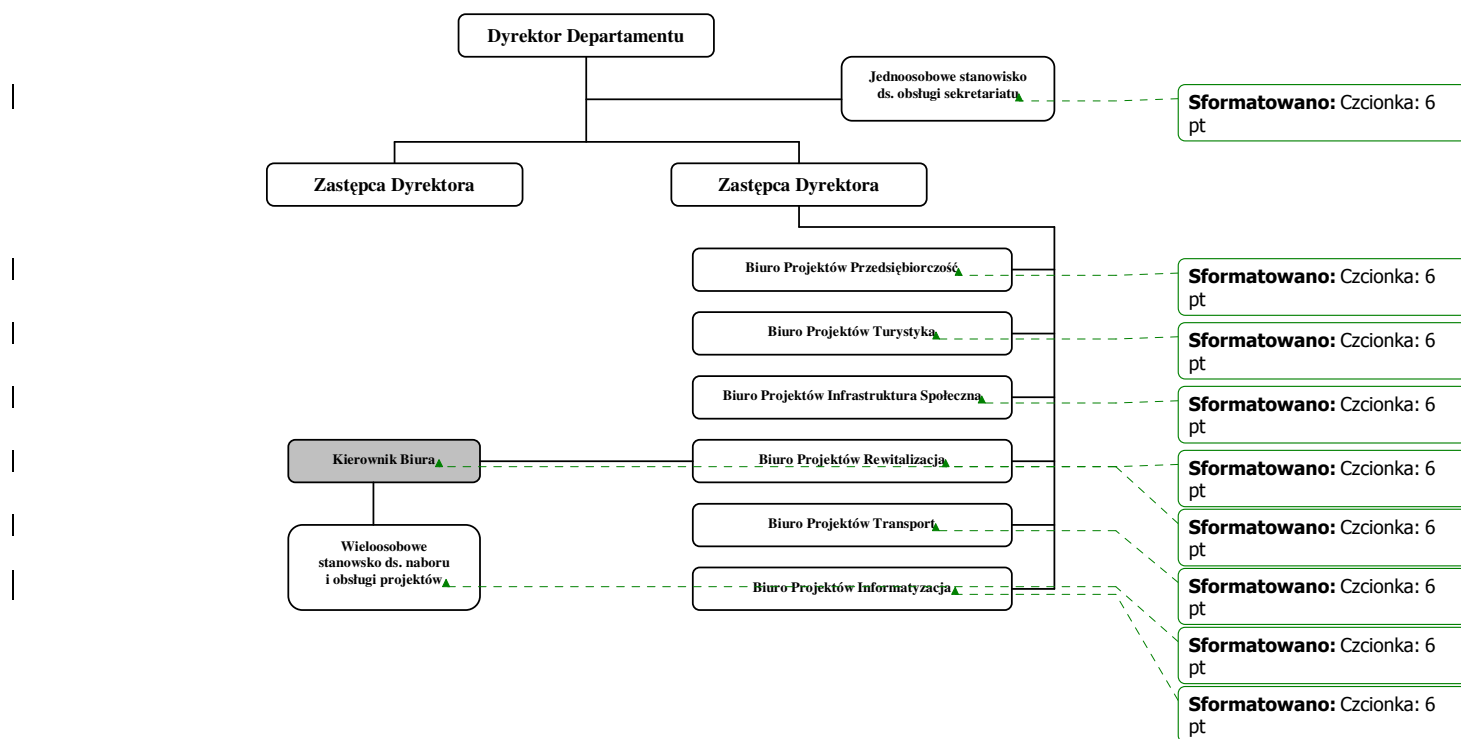 Dyrektor Departamentu
Jednoosobowe stanowisko
ds. obsługi sekretariatu
Sformatowano: Czcionka: 6
pt
Zastępca Dyrektora
Zastępca Dyrektora
Biuro Projektów Przedsiębiorczość
Sformatowano: Czcionka: 6
pt
Biuro Projektów Turystyka
Sformatowano: Czcionka: 6
pt
Biuro Projektów Infrastruktura Społeczna
Sformatowano: Czcionka: 6
pt
Kierownik Biura
Biuro Projektów Rewitalizacja
Sformatowano: Czcionka: 6
pt
Biuro Projektów Transport
Sformatowano: Czcionka: 6
pt
Wieloosobowe
stanowsko ds. naboru
i obsługi projektów
Biuro Projektów Informatyzacja
Sformatowano: Czcionka: 6
pt
Sformatowano: Czcionka: 6
pt
Sformatowano: Czcionka: 6
pt